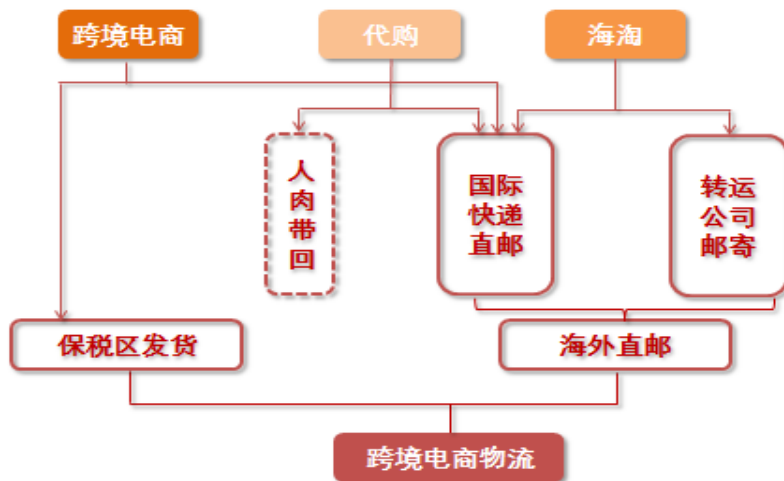 跨境电商
代购
海淘
人肉带回
国际快递直邮
转运公司邮寄
保税区发货
海外直邮
跨境电商物流